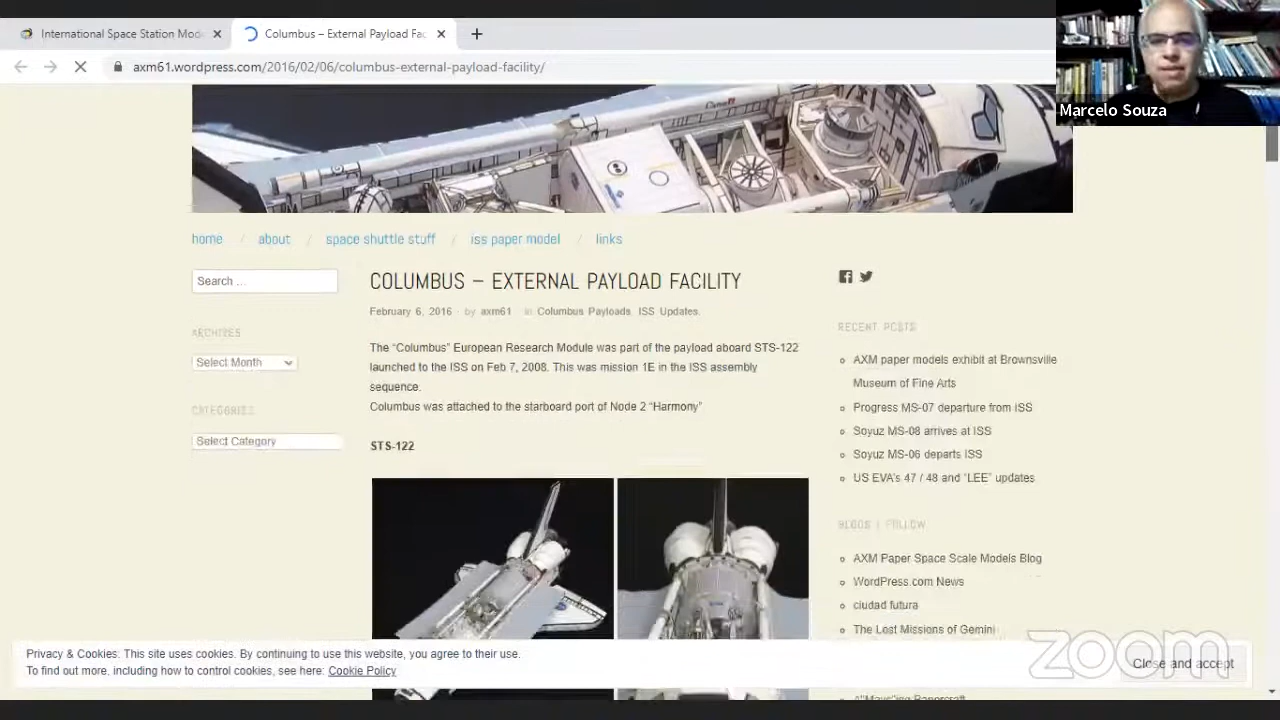 International Space Station Mod
Columbus – External Payload Fac
axm61.wordpress.com/2016/02/06/columbus-external-payload-facility/
Marcelo Souza
Canada
home / about / space shuttle stuff / iss paper model / links
Search …
ARCHIVES
Select Month
CATEGORIES
Select Category
COLUMBUS – EXTERNAL PAYLOAD FACILITY
February 6, 2016 · by axm61 in Columbus Payloads, ISS Updates.
The “Columbus” European Research Module was part of the payload aboard STS-122
launched to the ISS on Feb 7, 2008. This was mission 1E in the ISS assembly
sequence.
Columbus was attached to the starboard port of Node 2 “Harmony”
STS-122
RECENT POSTS
AXM paper models exhibit at Brownsville
Museum of Fine Arts
Progress MS-07 departure from ISS
Soyuz MS-08 arrives at ISS
Soyuz MS-06 departs ISS
US EVA’s 47 / 48 and “LEE” updates
BLOGS I FOLLOW
AXM Paper Space Scale Models Blog
WordPress.com News
ciudad futura
The Lost Missions of Gemini
Privacy & Cookies: This site uses cookies. By continuing to use this website, you agree to their use.
To find out more, including how to control cookies, see here: Cookie Policy
Close and accept
zoom